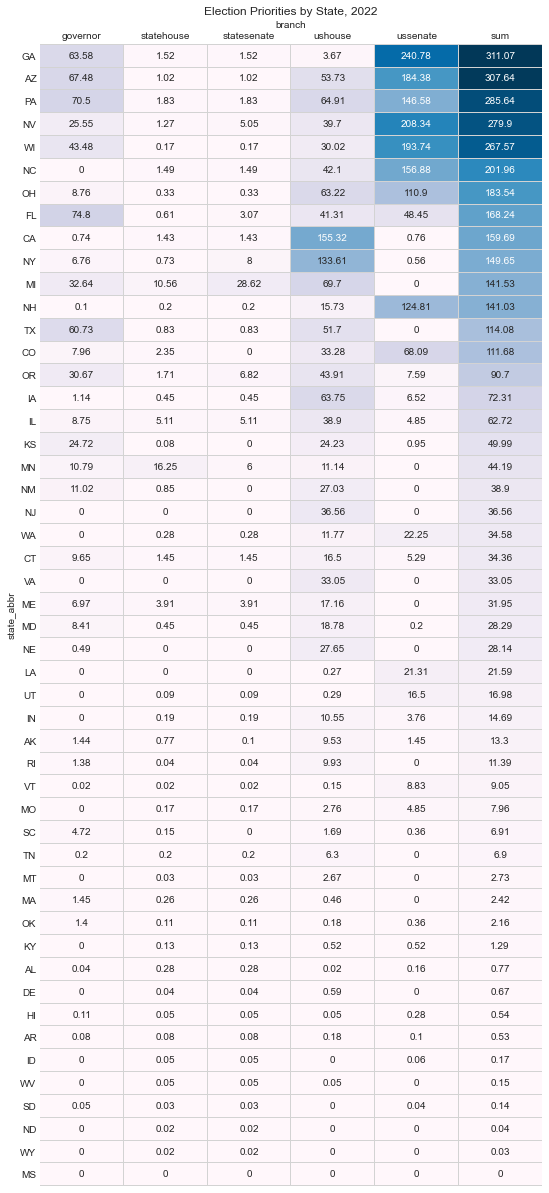 Election Priorities by State, 2022
branch
governor statehouse statesenate ushouse ussenate sum
GA 63.58 1.52 1.52 3.67 240.78 311.07
AZ 67.48 1.02 1.02 53.73 184.38 307.64
PA 70.5 1.83 1.83 64.91 146.58 285.64
NV 25.55 1.27 5.05 39.7 208.34 279.9
WI 43.48 0.17 0.17 30.02 193.74 267.57
NC 0 1.49 1.49 42.1 156.88 201.96
OH 8.76 0.33 0.33 63.22 110.9 183.54
FL 74.8 0.61 3.07 41.31 48.45 168.24
CA 0.74 1.43 1.43 155.32 0.76 159.69
NY 6.76 0.73 8 133.61 0.56 149.65
MI 32.64 10.56 28.62 69.7 0 141.53
NH 0.1 0.2 0.2 15.73 124.81 141.03
TX 60.73 0.83 0.83 51.7 0 114.08
CO 7.96 2.35 0 33.28 68.09 111.68
OR 30.67 1.71 6.82 43.91 7.59 90.7
IA 1.14 0.45 0.45 63.75 6.52 72.31
IL 8.75 5.11 5.11 38.9 4.85 62.72
KS 24.72 0.08 0 24.23 0.95 49.99
MN 10.79 16.25 6 11.14 0 44.19
NM 11.02 0.85 0 27.03 0 38.9
NJ 0 0 0 36.56 0 36.56
WA 0 0.28 0.28 11.77 22.25 34.58
CT 9.65 1.45 1.45 16.5 5.29 34.36
VA 0 0 0 33.05 0 33.05
state_abbr
ME 6.97 3.91 3.91 17.16 0 31.95
MD 8.41 0.45 0.45 18.78 0.2 28.29
NE 0.49 0 0 27.65 0 28.14
LA 0 0 0 0.27 21.31 21.59
UT 0 0.09 0.09 0.29 16.5 16.98
IN 0 0.19 0.19 10.55 3.76 14.69
AK 1.44 0.77 0.1 9.53 1.45 13.3
RI 1.38 0.04 0.04 9.93 0 11.39
VT 0.02 0.02 0.02 0.15 8.83 9.05
MO 0 0.17 0.17 2.76 4.85 7.96
SC 4.72 0.15 0 1.69 0.36 6.91
TN 0.2 0.2 0.2 6.3 0 6.9
MT 0 0.03 0.03 2.67 0 2.73
MA 1.45 0.26 0.26 0.46 0 2.42
OK 1.4 0.11 0.11 0.18 0.36 2.16
KY 0 0.13 0.13 0.52 0.52 1.29
AL 0.04 0.28 0.28 0.02 0.16 0.77
DE 0 0.04 0.04 0.59 0 0.67
HI 0.11 0.05 0.05 0.05 0.28 0.54
AR 0.08 0.08 0.08 0.18 0.1 0.53
ID 0 0.05 0.05 0 0.06 0.17
WV 0 0.05 0.05 0.05 0 0.15
SD 0.05 0.03 0.03 0 0.04 0.14
ND 0 0.02 0.02 0 0 0.04
WY 0 0.02 0.02 0 0 0.03
MS 0 0 0 0 0 0